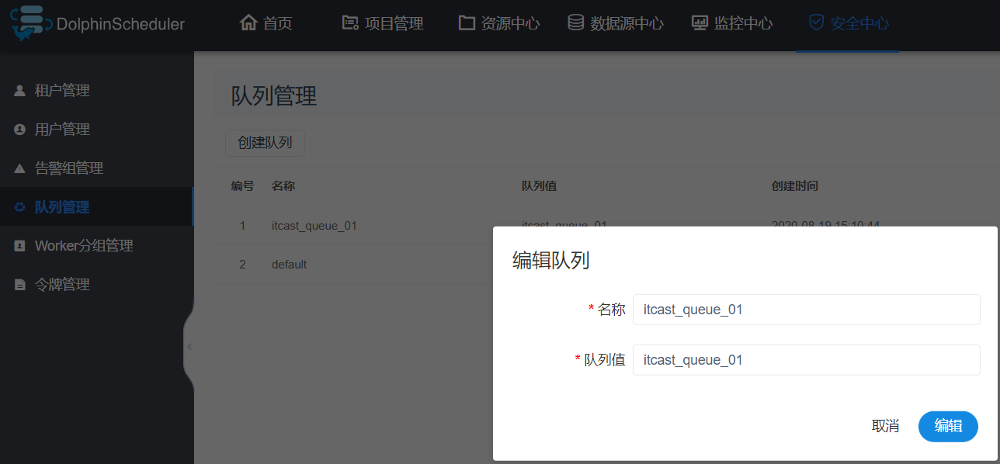 DolphinScheduler 首页 项目管理 资源中心 数据源中心 监控中心 安全中心
租户管理
用户管理
告警组管理
队列管理
Worker分组管理
令牌管理
队列管理
创建队列
编号 名称 队列值 创建时间
1 itcast_queue_01 itcast_queue_01 2020-08-19 15:10:44
2 default
编辑队列
* 名称 itcast_queue_01
* 队列值 itcast_queue_01
取消 编辑